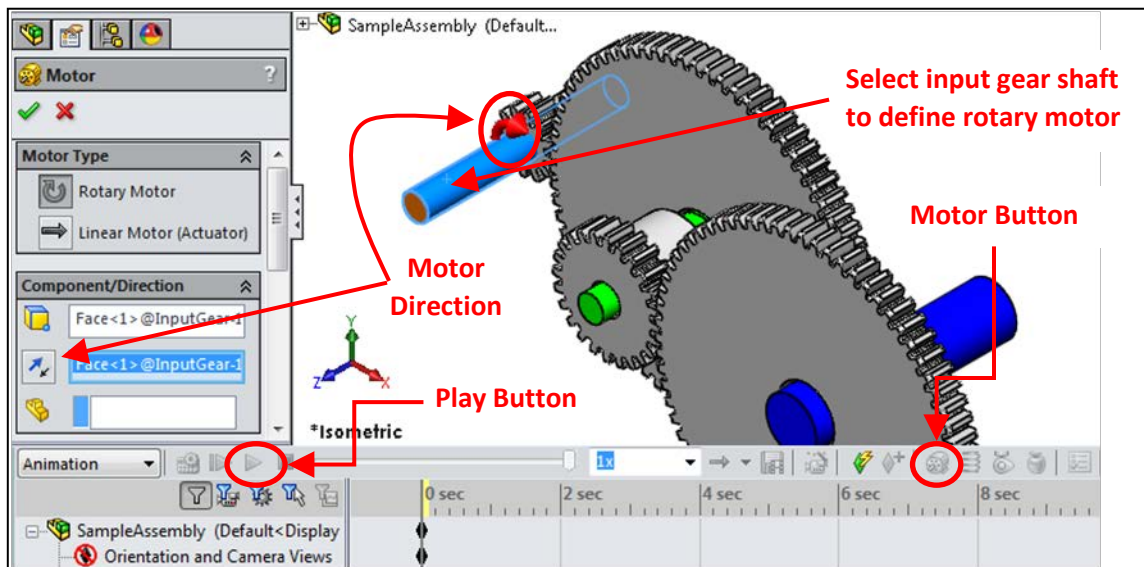 SampleAssembly (Default...
Motor
?
Motor Type
Rotary Motor
Linear Motor (Actuator)
Component/Direction
Face<1>@InputGear-1
Face<1>@InputGear-1
Select input gear shaft
to define rotary motor
Motor Button
Motor
Direction
Play Button
Y
Z
X
*Isometric
Animation
1x
0 sec
2 sec
4 sec
6 sec
8 sec
SampleAssembly (Default<Display
Orientation and Camera Views